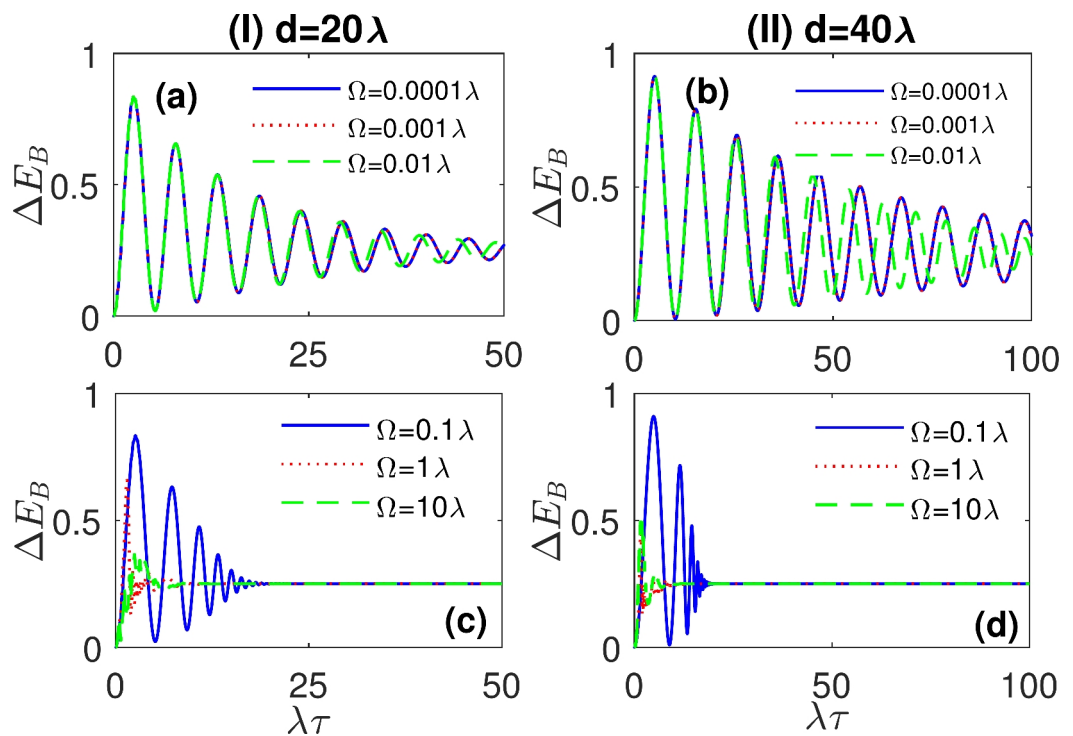 (I) d=20λ
(II) d=40λ
1
0.5
0
ΔE_B
(a)
Ω=0.0001λ
Ω=0.001λ
Ω=0.01λ
0
25
50
1
0.5
0
ΔE_B
(b)
Ω=0.0001λ
Ω=0.001λ
Ω=0.01λ
0
50
100
1
0.5
0
ΔE_B
Ω=0.1λ
Ω=1λ
Ω=10λ
(c)
0
25
50
λτ
1
0.5
0
ΔE_B
Ω=0.1λ
Ω=1λ
Ω=10λ
(d)
0
50
100
λτ